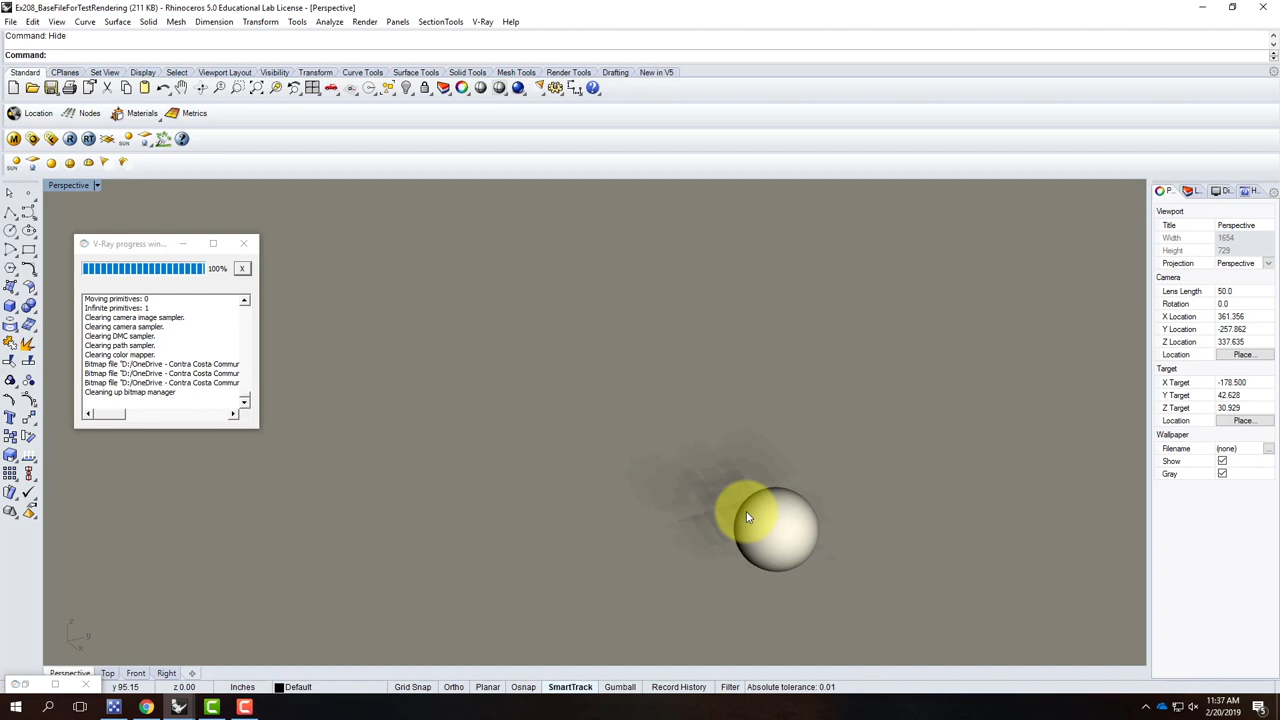 Ex208_BaseFileForTestRendering (211 KB) - Rhinoceros 5.0 Educational Lab License - [Perspective]
File Edit View Curve Surface Solid Mesh Dimension Transform Tools Analyze Render Panels SectionTools V-Ray Help
Command: Hide
Command:
Standard CPlanes Set View Display Select Viewport Layout Visibility Transform Curve Tools Surface Tools Solid Tools Mesh Tools Render Tools Drafting New in V5
Location Nodes Materials Metrics
M R RT SUN ?
SUN
Perspective
P... L... Di... H...
V-Ray progress win...
100% X
Moving primitives: 0
Infinite primitives: 1
Clearing camera image sampler.
Clearing camera sampler.
Clearing DMC sampler.
Clearing path sampler.
Clearing color mapper.
Bitmap file "D:/OneDrive - Contra Costa Commur
Bitmap file "D:/OneDrive - Contra Costa Commur
Bitmap file "D:/OneDrive - Contra Costa Commur
Cleaning up bitmap manager
Viewport
Title Perspective
Width 1654
Height 729
Projection Perspective
Camera
Lens Length 50.0
Rotation 0.0
X Location 361.356
Y Location -257.862
Z Location 337.635
Location Place...
Target
X Target -178.500
Y Target 42.628
Z Target 30.929
Location Place...
Wallpaper
Filename (none) ...
Show
Gray
z
y
x
Perspective Top Front Right
y 95.15 z 0.00 Inches Default Grid Snap Ortho Planar Osnap SmartTrack Gumball Record History Filter Absolute tolerance: 0.01
11:37 AM
2/20/2019